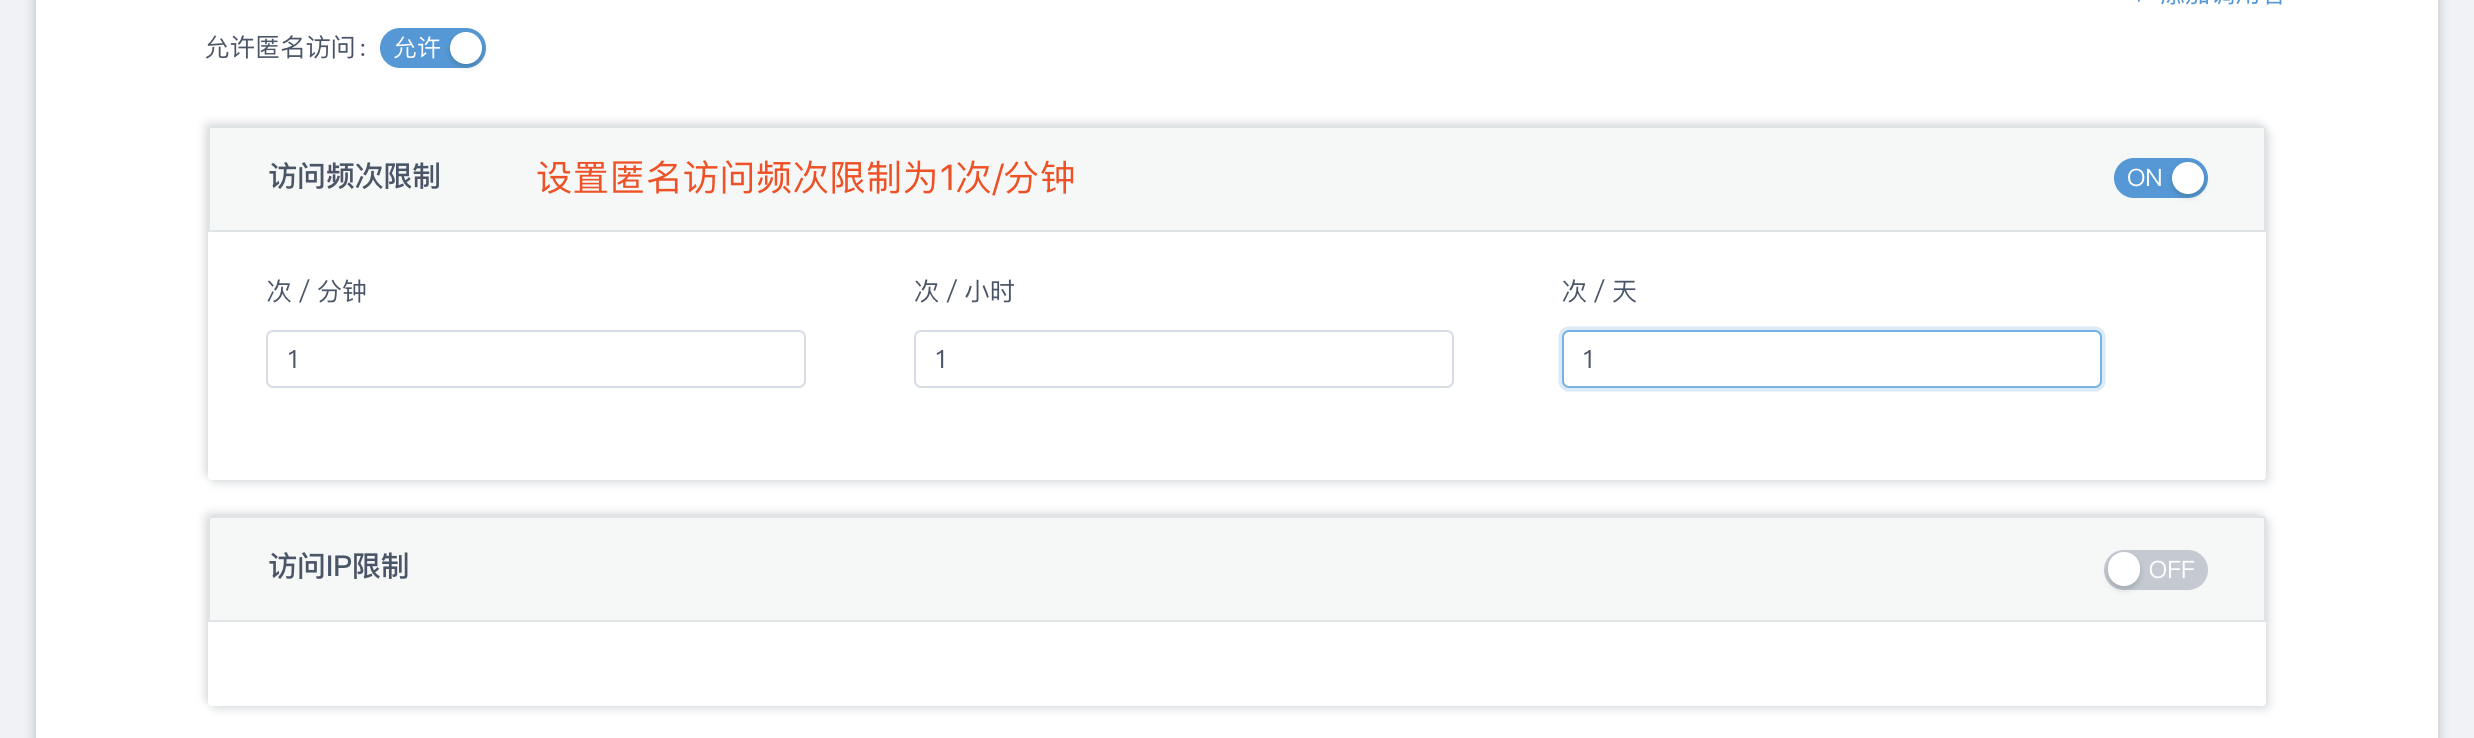 允许匿名访问：允许
访问频次限制 设置匿名访问频次限制为1次/分钟 ON
次 / 分钟 次 / 小时 次 / 天
1 1 1
访问IP限制 OFF